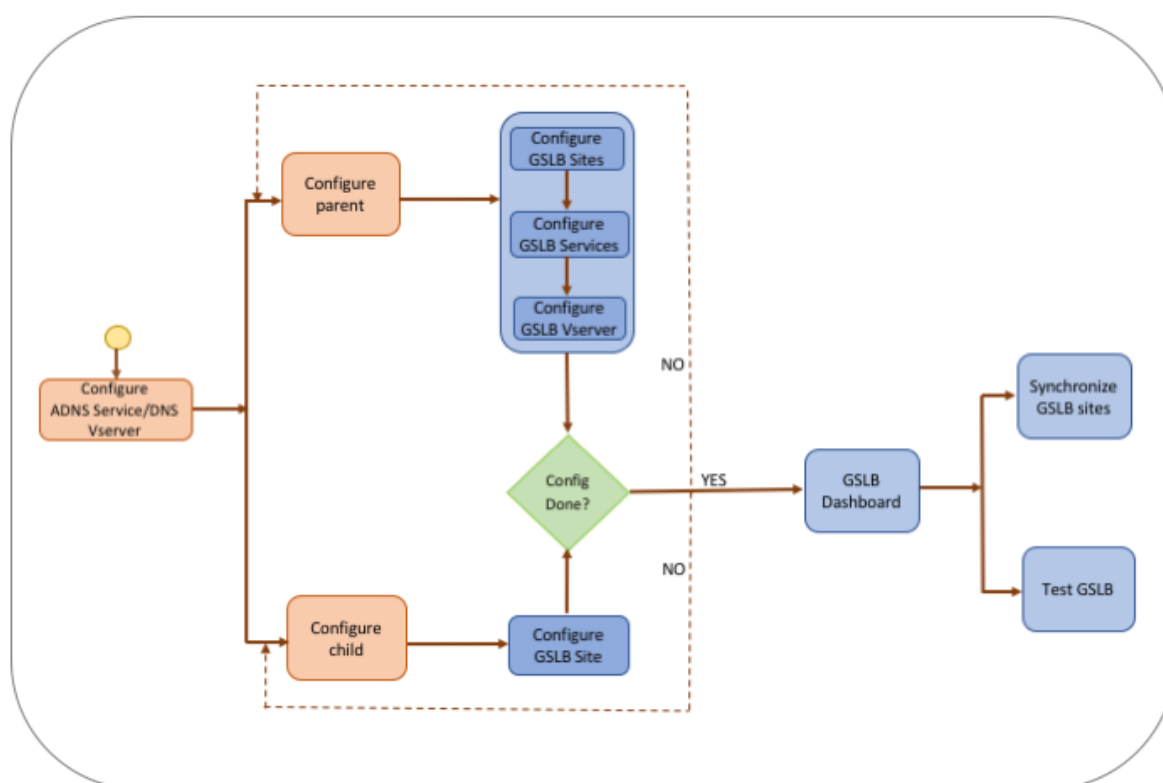 Configure
GSLB Sites
Configure
parent
Configure
GSLB Services
Configure
GSLB Vserver
NO
Configure
ADNS Service/DNS
Vserver
Synchronize
GSLB sites
Config
Done?
YES
GSLB
Dashboard
NO
Test GSLB
Configure
child
Configure
GSLB Site